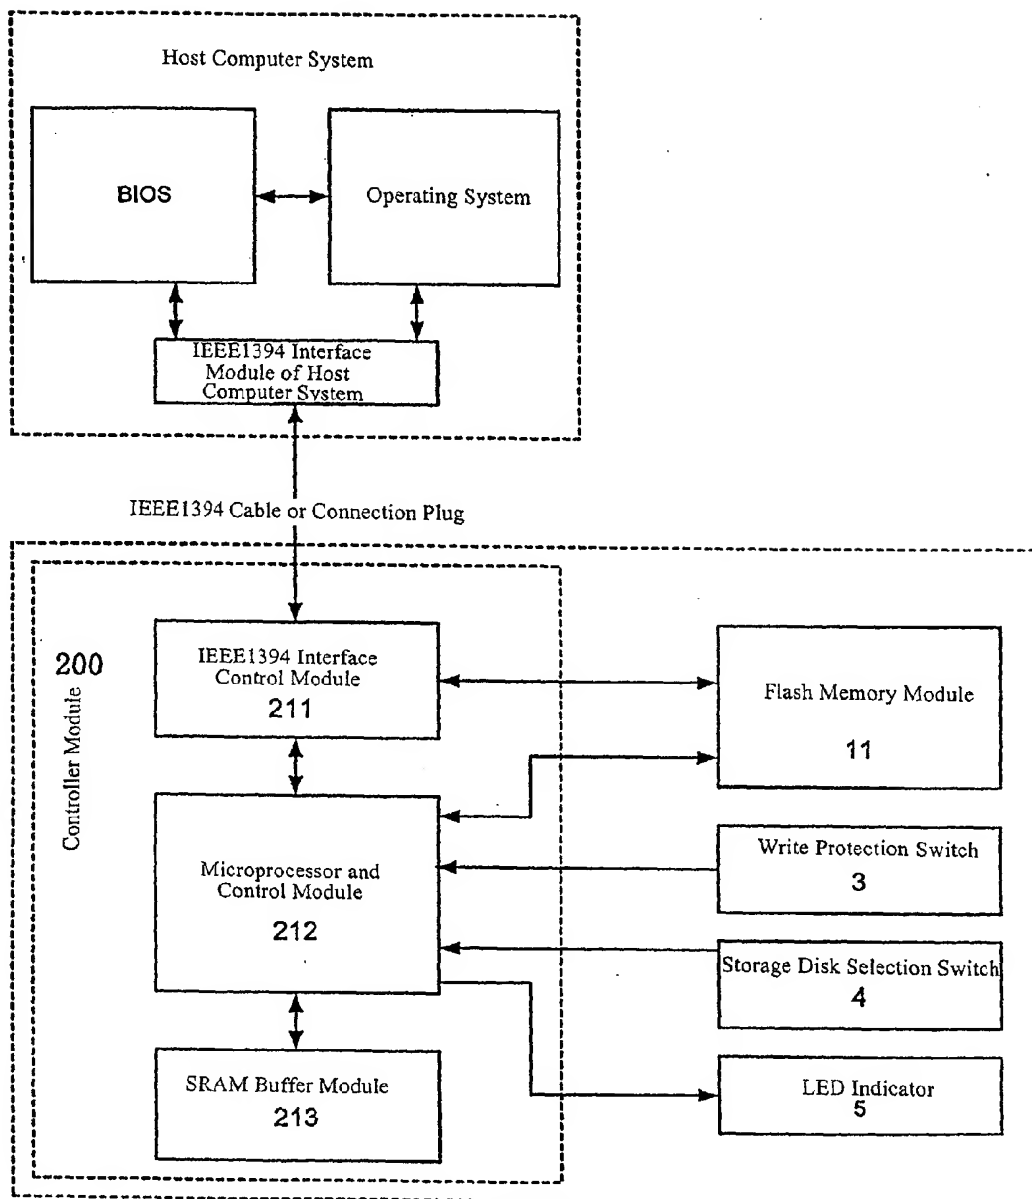 Host Computer System
BIOS
Operating System
IEEE1394 Interface
Module of Host
Computer System
IEEE1394 Cable or Connection Plug
200
Controller Module
IEEE1394 Interface
Control Module
211
Flash Memory Module
11
Microprocessor and
Control Module
212
Write Protection Switch
3
Storage Disk Selection Switch
4
SRAM Buffer Module
213
LED Indicator
5